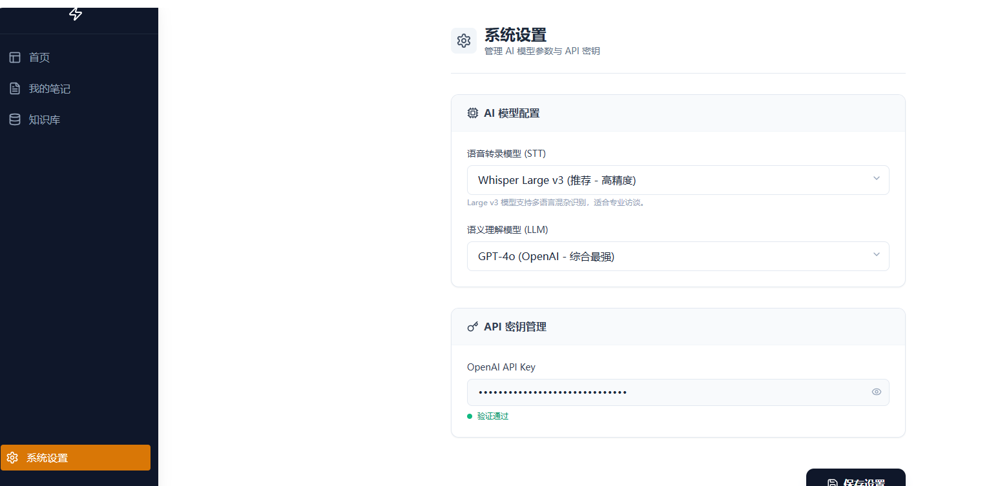 首页
我的笔记
知识库
系统设置
系统设置
管理 AI 模型参数与 API 密钥
AI 模型配置
语音转录模型 (STT)
Whisper Large v3 (推荐 - 高精度)
Large v3 模型支持多语言混杂识别，适合专业访谈。
语义理解模型 (LLM)
GPT-4o (OpenAI - 综合最强)
API 密钥管理
OpenAI API Key
••••••••••••••••••••••••••••••
验证通过
保存设置